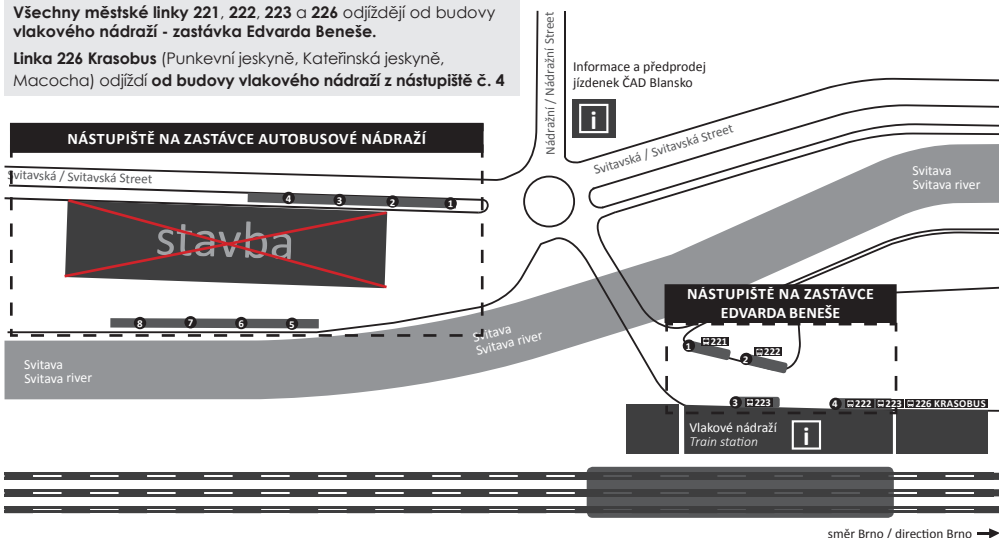 Všechny městské linky 221, 222, 223 a 226 odjíždějí od budovy
vlakového nádraží - zastávka Edvarda Beneše.
Linka 226 Krasobus (Punkevní jeskyně, Kateřinská jeskyně,
Macocha) odjíždí od budovy vlakového nádraží z nástupiště č. 4
Nádražní / Nádražní Street
Informace a předprodej
jízdenek ČAD Blansko
i
NÁSTUPIŠTĚ NA ZASTÁVCE AUTOBUSOVÉ NÁDRAŽÍ
Svitavská / Svitavská Street
Svitavská / Svitavská Street
Svitava
Svitava river
4 3 2 1
stavba
NÁSTUPIŠTĚ NA ZASTÁVCE
EDVARDA BENEŠE
8 7 6 5
Svitava
Svitava river
1 221
2 222
Svitava
Svitava river
3 223
4 222 223 226 KRASOBUS
Vlakové nádraží
Train station
i
směr Brno / direction Brno